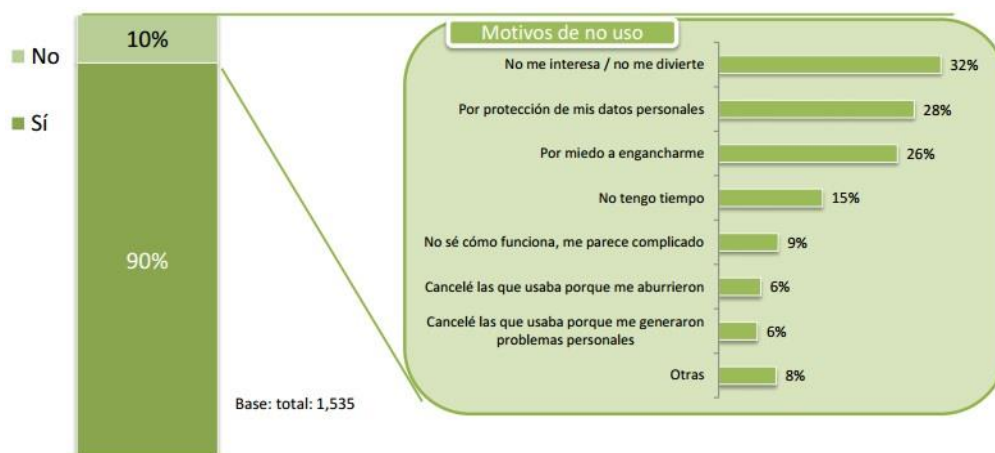 No
Sí
10%
90%
Base: total: 1,535
Motivos de no uso
No me interesa / no me divierte
32%
Por protección de mis datos personales
28%
Por miedo a engancharme
26%
No tengo tiempo
15%
No sé cómo funciona, me parece complicado
9%
Cancelé las que usaba porque me aburrieron
6%
Cancelé las que usaba porque me generaron
problemas personales
6%
Otras
8%